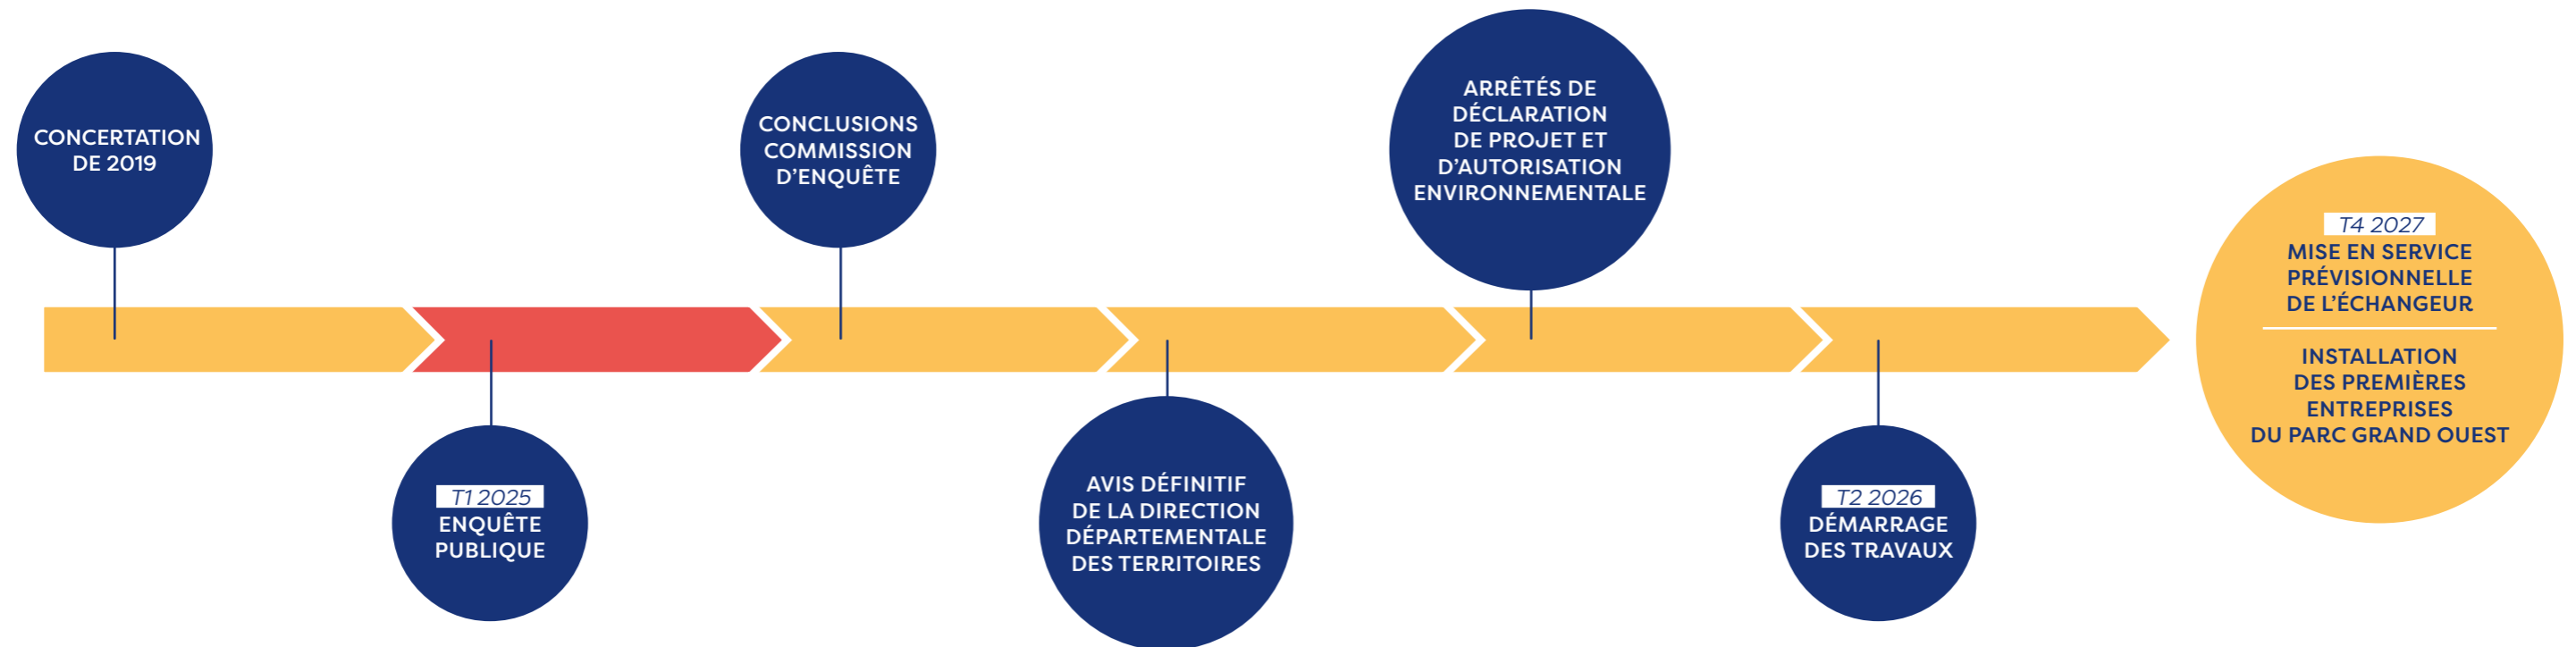 CONCERTATION
DE 2019
T1 2025
ENQUÊTE
PUBLIQUE
CONCLUSIONS
COMMISSION
D’ENQUÊTE
AVIS DÉFINITIF
DE LA DIRECTION
DÉPARTEMENTALE
DES TERRITOIRES
ARRÊTÉS DE
DÉCLARATION
DE PROJET ET
D’AUTORISATION
ENVIRONNEMENTALE
T2 2026
DÉMARRAGE
DES TRAVAUX
T4 2027
MISE EN SERVICE
PRÉVISIONNELLE
DE L’ÉCHANGEUR
INSTALLATION
DES PREMIÈRES
ENTREPRISES
DU PARC GRAND OUEST